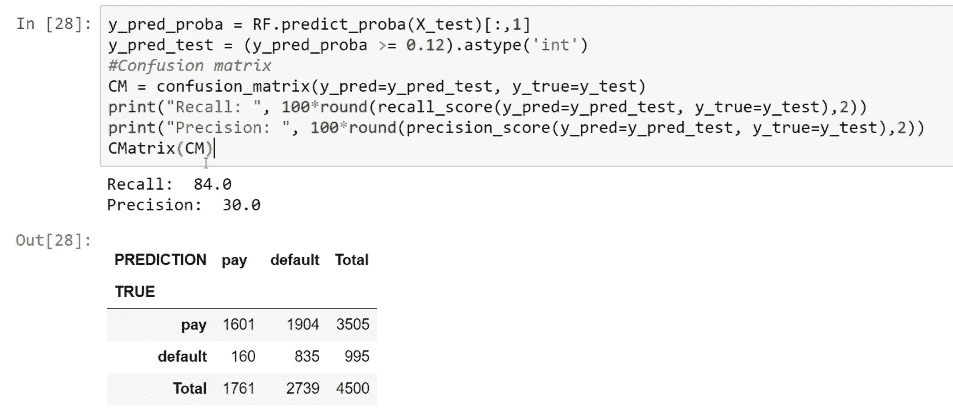 In [28]: y_pred_proba = RF.predict_proba(X_test)[:,1]
y_pred_test = (y_pred_proba >= 0.12).astype('int')
#Confusion matrix
CM = confusion_matrix(y_pred=y_pred_test, y_true=y_test)
print("Recall: ", 100*round(recall_score(y_pred=y_pred_test, y_true=y_test),2))
print("Precision: ", 100*round(precision_score(y_pred=y_pred_test, y_true=y_test),2))
CMatrix(CM)
Recall:  84.0
Precision:  30.0
Out[28]:
PREDICTION pay default Total
TRUE
pay 1601 1904 3505
default 160 835 995
Total 1761 2739 4500